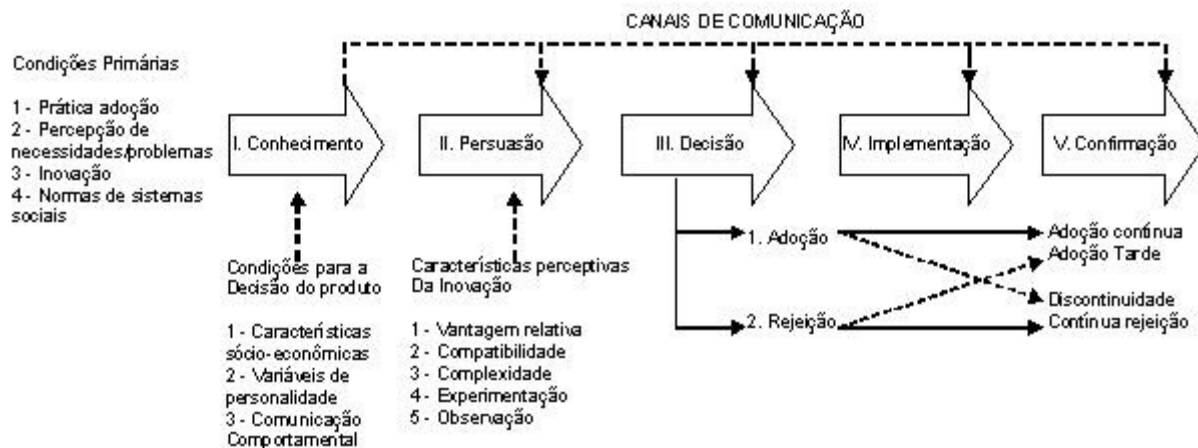 CANAIS DE COMUNICAÇÃO
Condições Primárias
1 - Prática adoção
2 - Percepção de
necessidades/problemas
3 - Inovação
4 - Normas de sistemas
sociais
I. Conhecimento
II. Persuasão
III. Decisão
IV. Implementação
V. Confirmação
Condições para a
Decisão do produto
1 - Características
sócio-econômicas
2 - Variáveis de
personalidade
3 - Comunicação
Comportamental
Características perceptivas
Da Inovação
1 - Vantagem relativa
2 - Compatibilidade
3 - Complexidade
4 - Experimentação
5 - Observação
1. Adoção
2. Rejeição
Adoção contínua
Adoção Tarde
Discontinuidade
Contínua rejeição